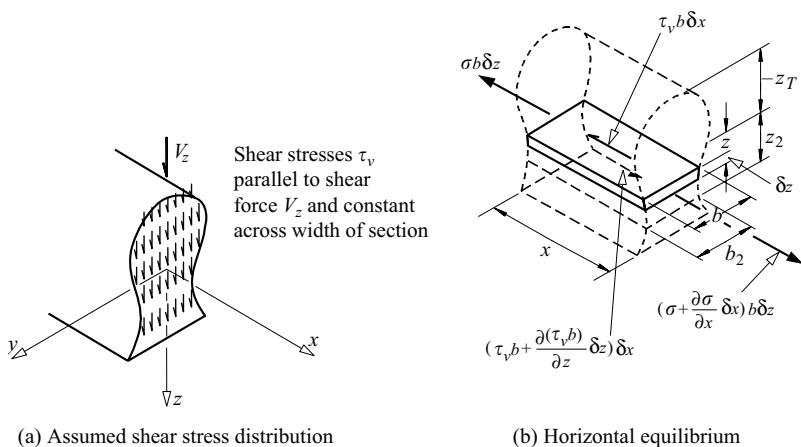 V_z
Shear stresses τ_v
parallel to shear
force V_z and constant
across width of section
y
x
z
(a) Assumed shear stress distribution
τ_v b δx
σb δz
–z_T
z
z_2
δz
b
b_2
x
(σ + ∂σ/∂x δx) b δz
(τ_v b + ∂(τ_v b)/∂z δz) δx
(b) Horizontal equilibrium